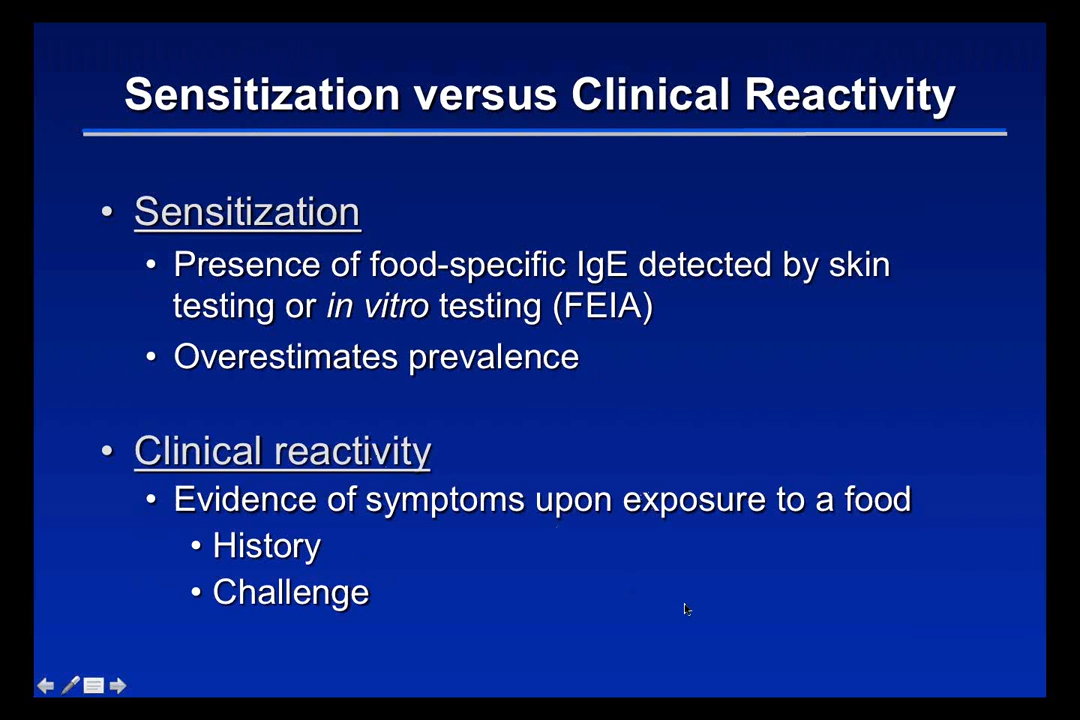 Sensitization versus Clinical Reactivity
• Sensitization
• Presence of food-specific IgE detected by skin
testing or in vitro testing (FEIA)
• Overestimates prevalence
• Clinical reactivity
• Evidence of symptoms upon exposure to a food
• History
• Challenge